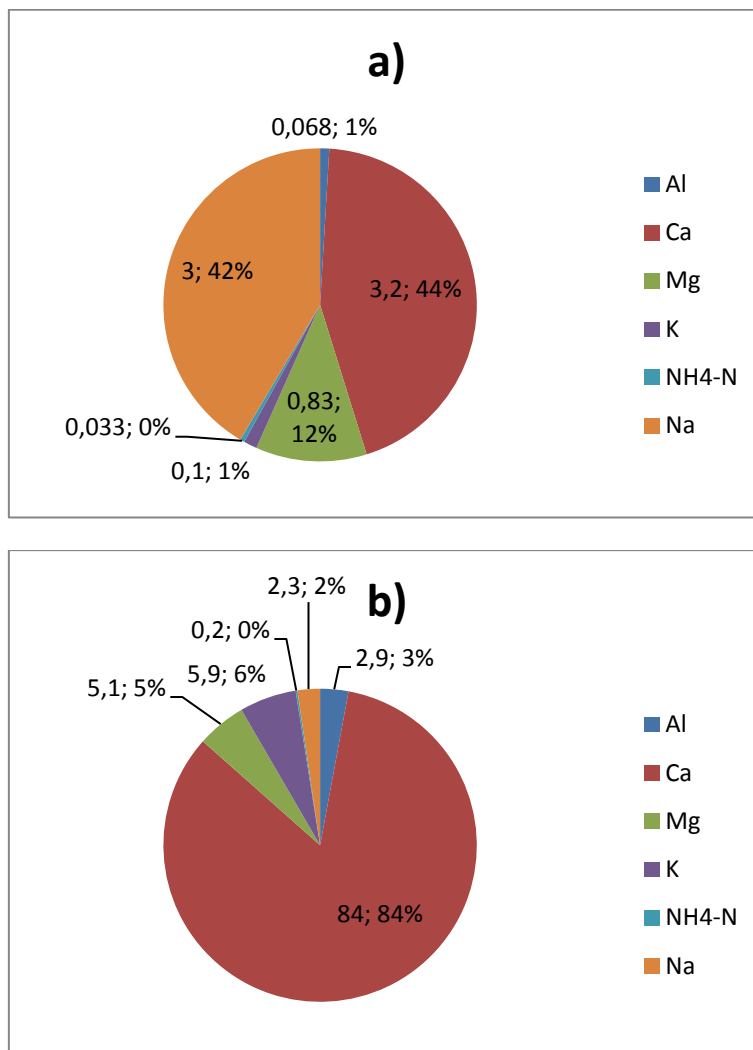 a)
0,068; 1%
3,2; 44%
0,83;
12%
0,1; 1%
0,033; 0%
3; 42%
Al
Ca
Mg
K
NH4-N
Na
b)
2,9; 3%
84; 84%
5,1; 5%
5,9; 6%
0,2; 0%
2,3; 2%
Al
Ca
Mg
K
NH4-N
Na